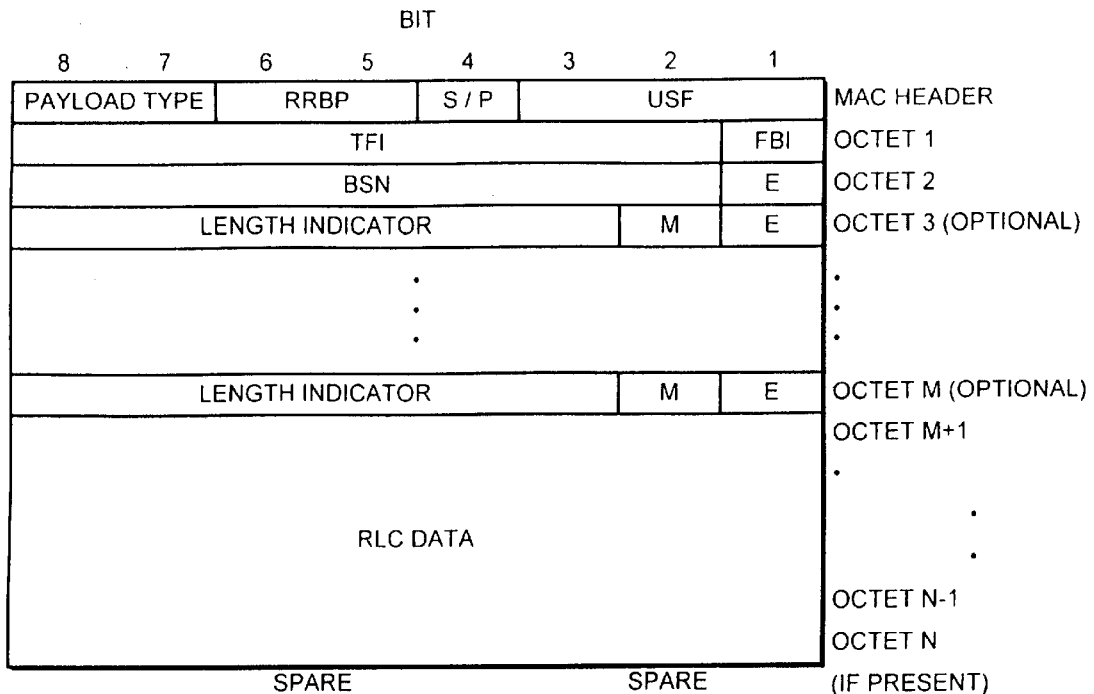 BIT
8 7 6 5 4 3 2 1
PAYLOAD TYPE RRBP S / P USF MAC HEADER
TFI FBI OCTET 1
BSN E OCTET 2
LENGTH INDICATOR M E OCTET 3 (OPTIONAL)
LENGTH INDICATOR M E OCTET M (OPTIONAL)
OCTET M+1
RLC DATA
OCTET N-1
OCTET N
SPARE SPARE (IF PRESENT)